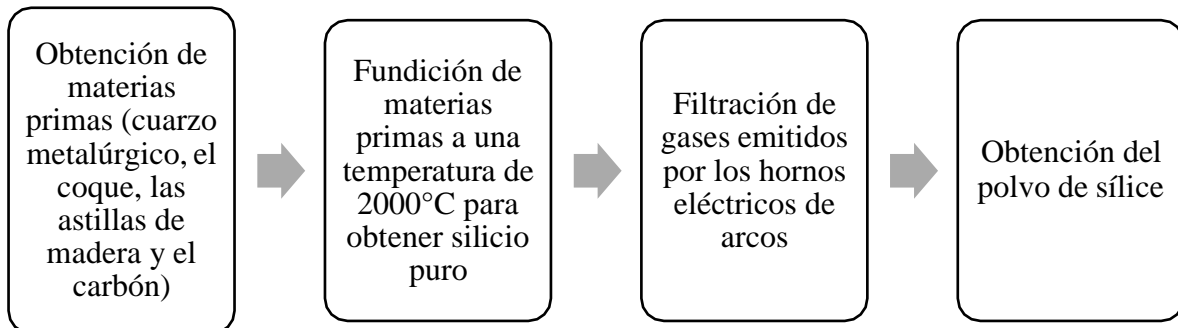 Obtención de
materias
primas (cuarzo
metalúrgico, el
coque, las
astillas de
madera y el
carbón)
Fundición de
materias
primas a una
temperatura de
2000°C para
obtener silicio
puro
Filtración de
gases emitidos
por los hornos
eléctricos de
arcos
Obtención del
polvo de sílice